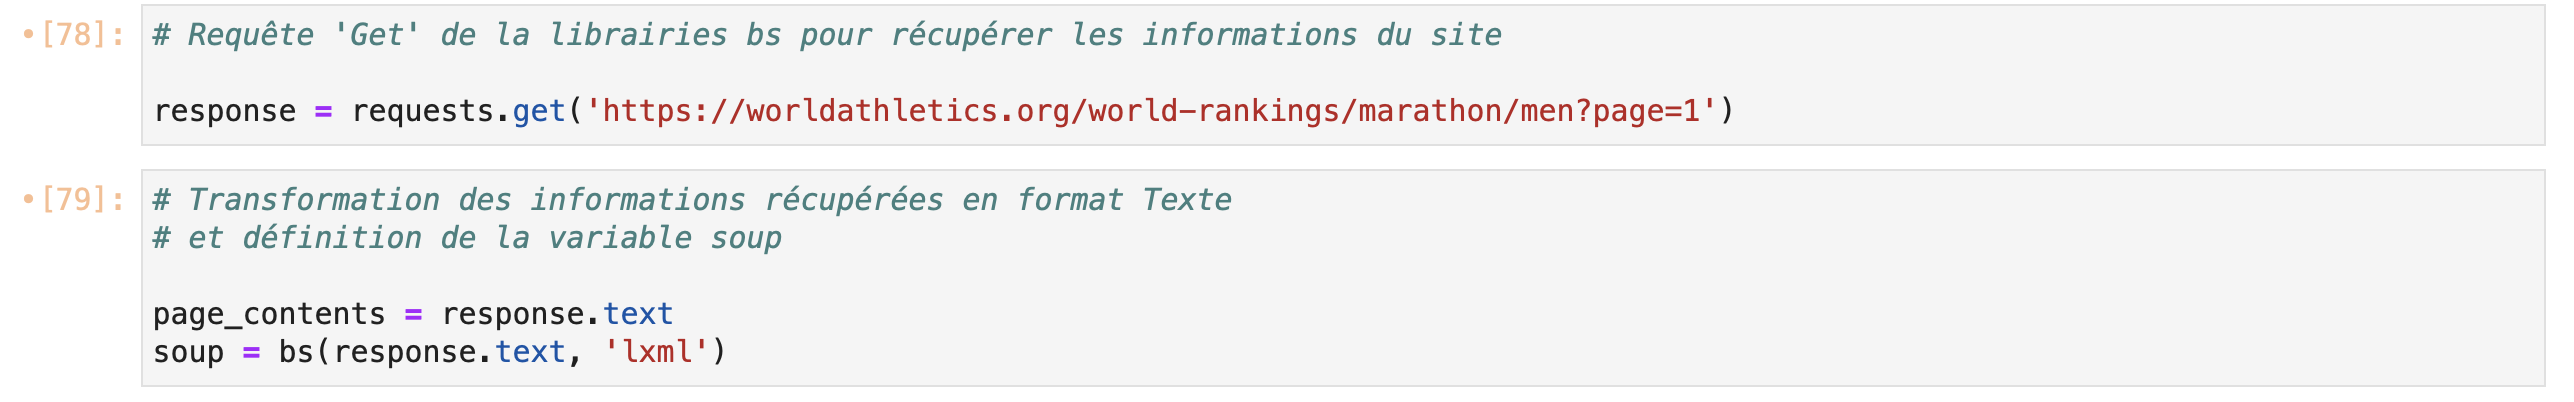 [78]:
# Requête 'Get' de la librairies bs pour récupérer les informations du site
response = requests.get('https://worldathletics.org/world-rankings/marathon/men?page=1')
[79]:
# Transformation des informations récupérées en format Texte
# et définition de la variable soup
page_contents = response.text
soup = bs(response.text, 'lxml')